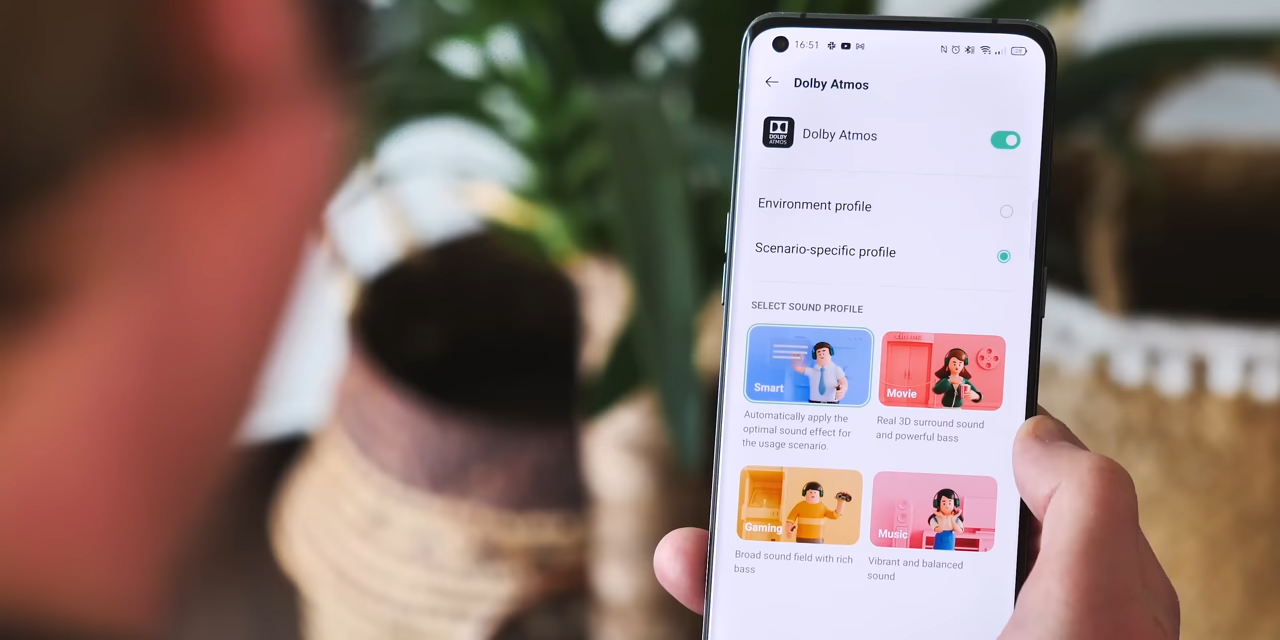 16:51
Dolby Atmos
DOLBY
ATMOS
Dolby Atmos
Environment profile
Scenario-specific profile
SELECT SOUND PROFILE
Smart
Movie
Automatically apply the
optimal sound effect for
the usage scenario.
Real 3D surround sound
and powerful bass
Gaming
Music
Broad sound field with rich
bass
Vibrant and balanced
sound